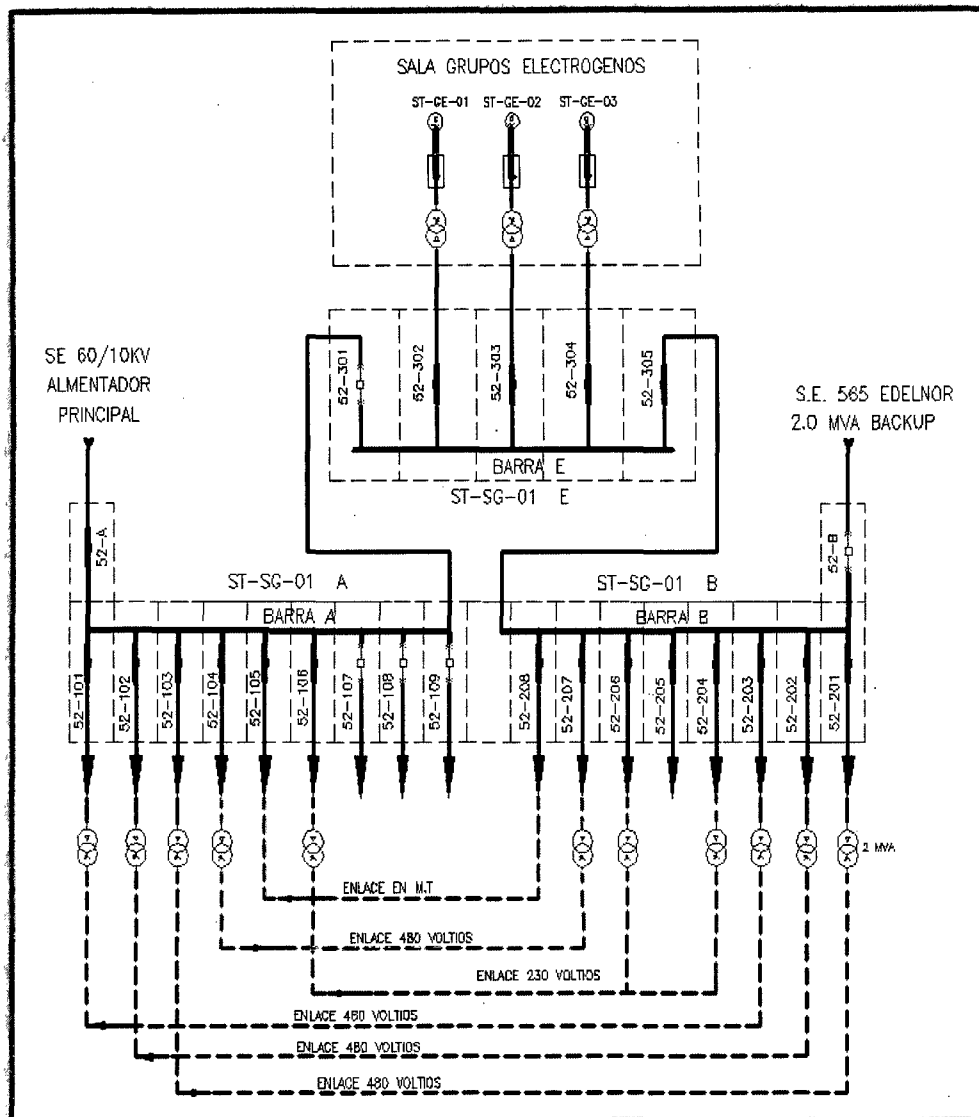 SALA GRUPOS ELECTROGENOS
ST-GE-01 ST-GE-02 ST-GE-03
52-301
52-302
52-303
52-304
52-305
SE 60/10KV
ALMENTADOR
PRINCIPAL
S.E. 565 EDELNOR
2.0 MVA BACKUP
BARRA E
ST-SG-01 E
52-A
52-B
ST-SG-01 A
ST-SG-01 B
BARRA A
BARRA B
52-101
52-102
52-103
52-104
52-105
52-106
52-107
52-108
52-109
52-208
52-207
52-206
52-205
52-204
52-203
52-202
52-201
2 MVA
ENLACE EN M.T
ENLACE 480 VOLTIOS
ENLACE 230 VOLTIOS
ENLACE 460 VOLTIOS
ENLACE 480 VOLTIOS
ENLACE 480 VOLTIOS